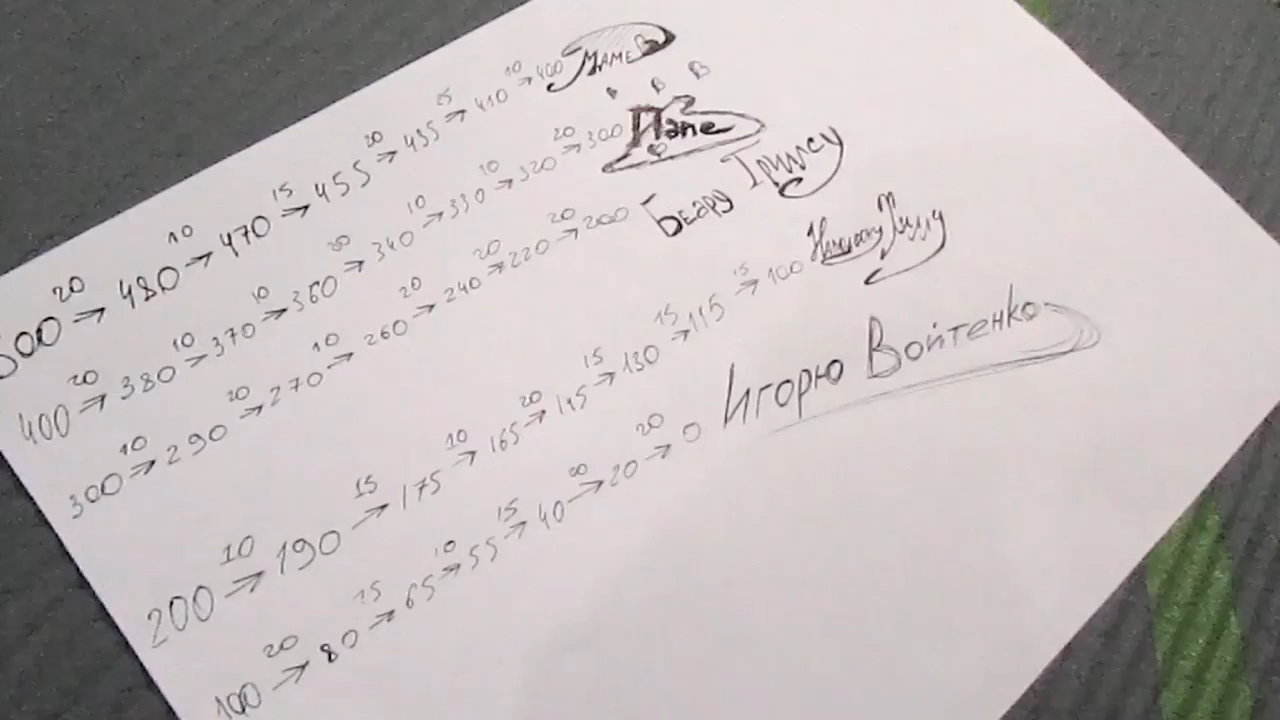 500 →20 480 →10 470 →15 455 →20 435 →25 410 →10 400 Маме
400 →20 380 →10 370 →10 360 →20 340 →10 330 →10 320 →20 300 Папе
300 →10 290 →20 270 →10 260 →20 240 →20 220 →20 200 Беару Гриллсу
200 →10 190 →15 175 →10 165 →20 145 →15 130 →15 115 →15 100
100 →20 80 →15 65 →10 55 →15 40 →20 20 →20 0 Игорю Войтенко